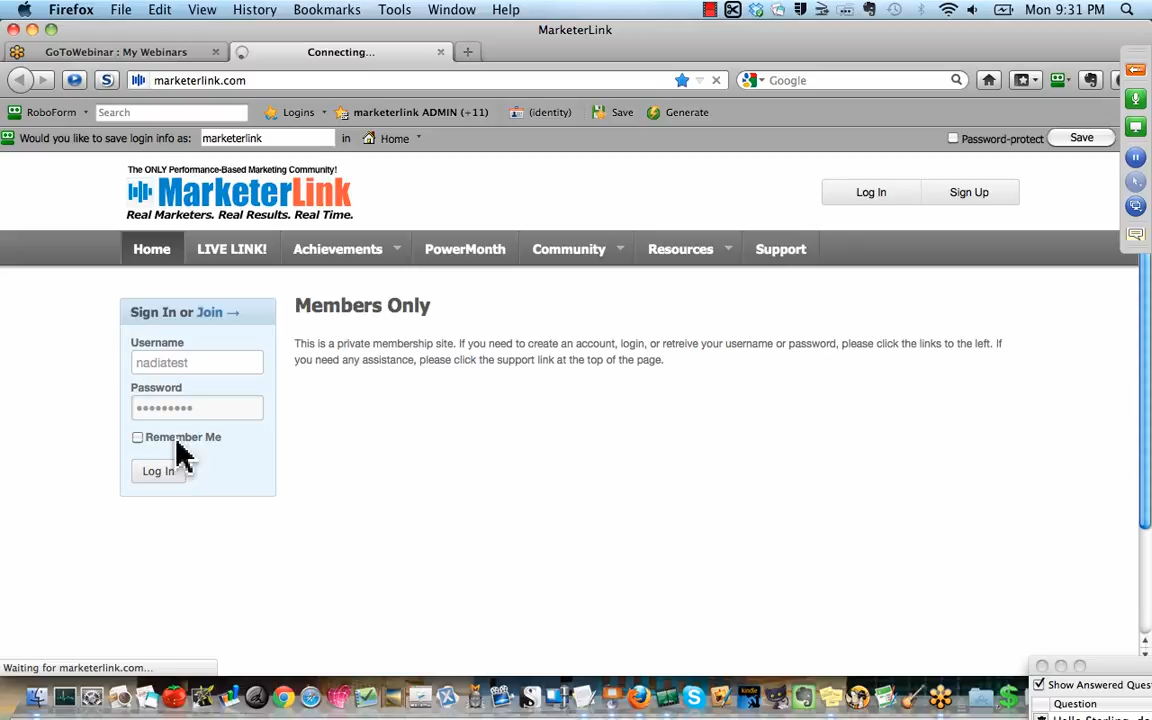 Firefox File Edit View History Bookmarks Tools Window Help Mon 9:31 PM
MarketerLink
GoToWebinar : My Webinars Connecting...
marketerlink.com Google
RoboForm Search Logins marketerlink ADMIN (+11) (identity) Save Generate
Would you like to save login info as: marketerlink in Home Password-protect Save
The ONLY Performance-Based Marketing Community!
MarketerLink
Real Marketers. Real Results. Real Time.
Log In Sign Up
Home LIVE LINK! Achievements PowerMonth Community Resources Support
Sign In or Join →
Members Only
Username
nadiatest
This is a private membership site. If you need to create an account, login, or retreive your username or password, please click the links to the left. If
you need any assistance, please click the support link at the top of the page.
Password
•••••••••
Remember Me
Log In
Waiting for marketerlink.com...
Show Answered Ques
Question